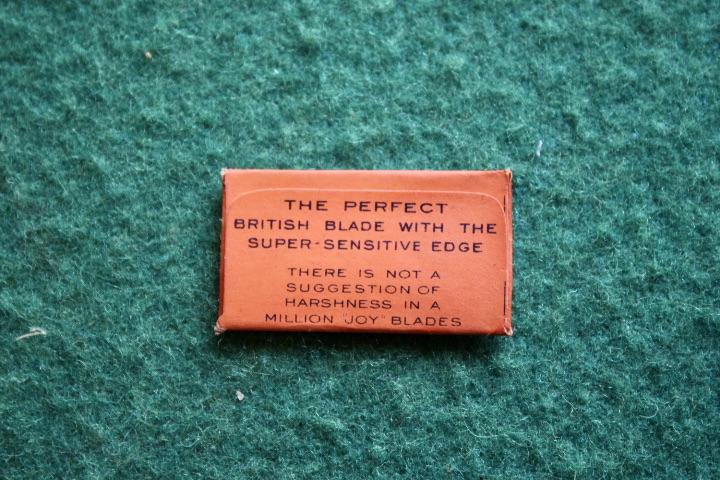 THE PERFECT
BRITISH BLADE WITH THE
SUPER-SENSITIVE EDGE
THERE IS NOT A
SUGGESTION OF
HARSHNESS IN A
MILLION "JOY" BLADES